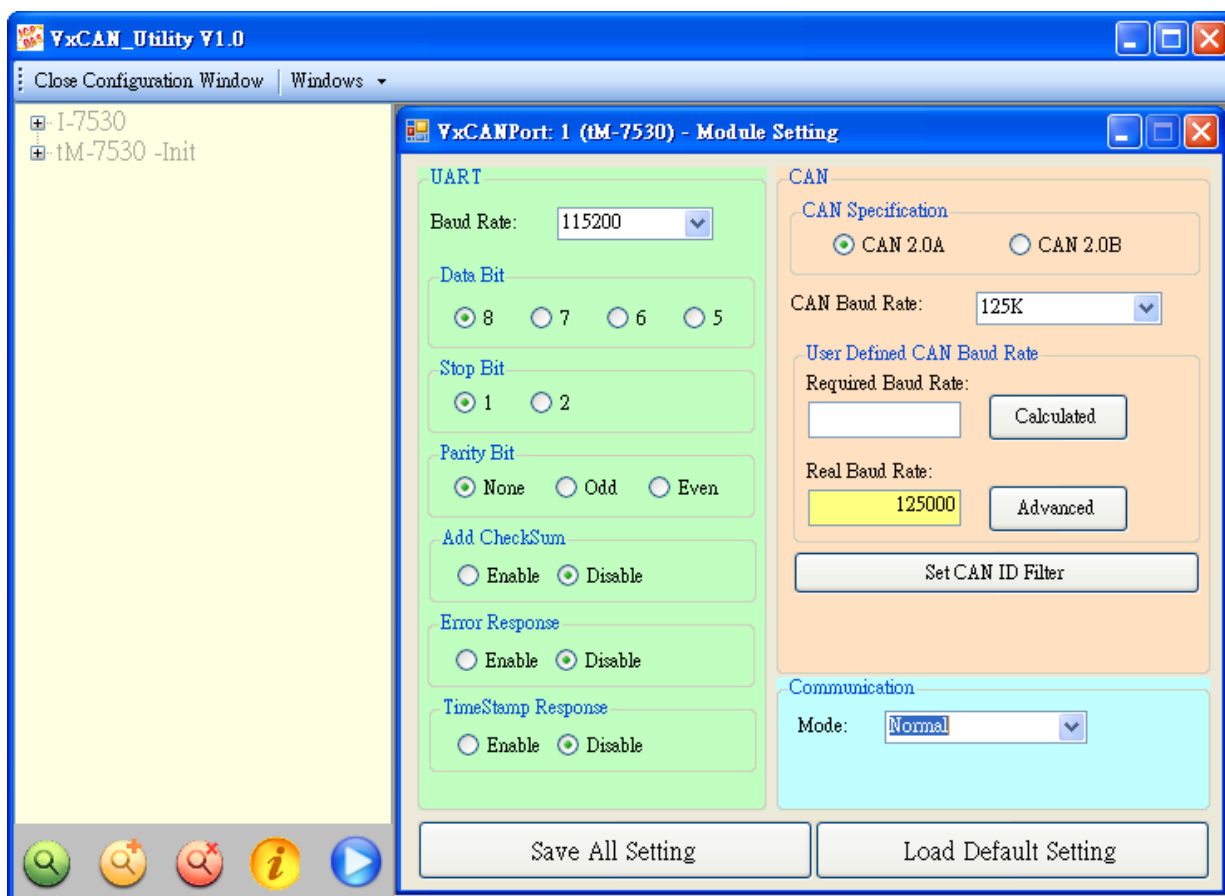 VxCAN_Utility V1.0
Close Configuration Window Windows
I-7530
tM-7530 -Init
VxCANPort: 1 (tM-7530) - Module Setting
UART
Baud Rate: 115200
Data Bit
8 7 6 5
Stop Bit
1 2
Parity Bit
None Odd Even
Add CheckSum
Enable Disable
Error Response
Enable Disable
TimeStamp Response
Enable Disable
CAN
CAN Specification
CAN 2.0A CAN 2.0B
CAN Baud Rate: 125K
User Defined CAN Baud Rate
Required Baud Rate:
Calculated
Real Baud Rate:
125000 Advanced
Set CAN ID Filter
Communication
Mode: Normal
Save All Setting Load Default Setting